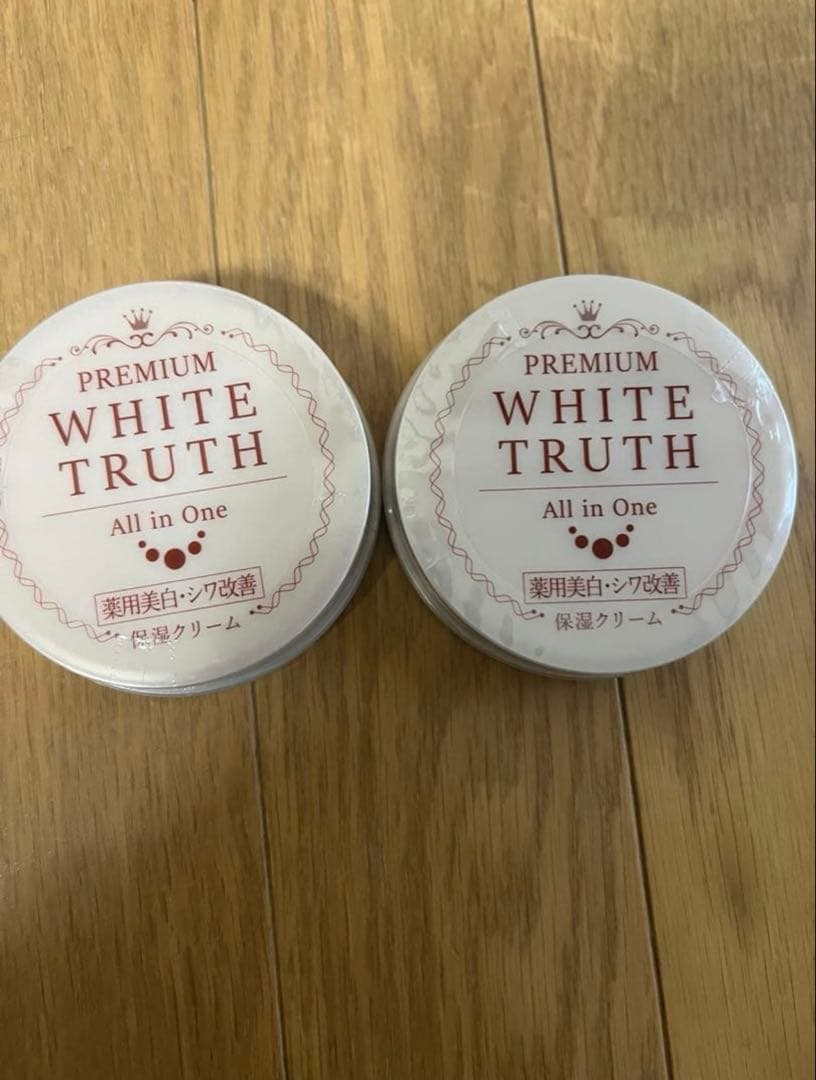 PREMIUM
WHITE
TRUTH
All in One
薬用美白・シワ改善
保湿クリーム
PREMIUM
WHITE
TRUTH
All in One
薬用美白・シワ改善
保湿クリーム